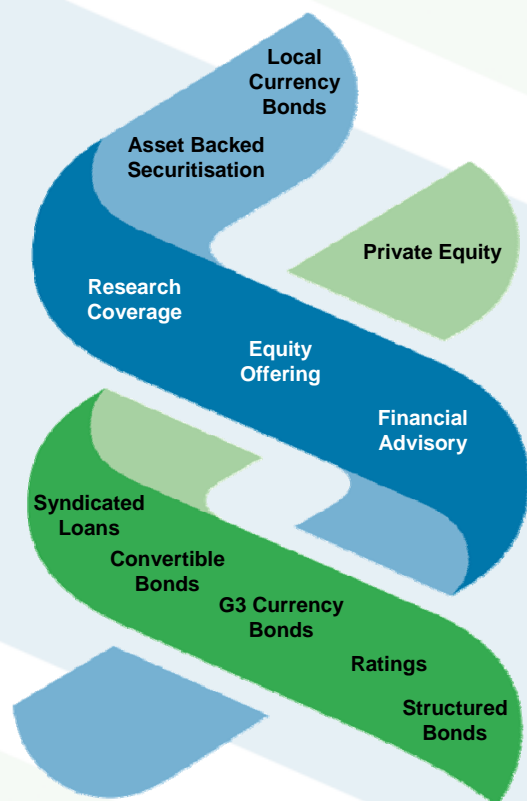 Local
Currency
Bonds
Asset Backed
Securitisation
Private Equity
Research
Coverage
Equity
Offering
Financial
Advisory
Syndicated
Loans
Convertible
Bonds
G3 Currency
Bonds
Ratings
Structured
Bonds